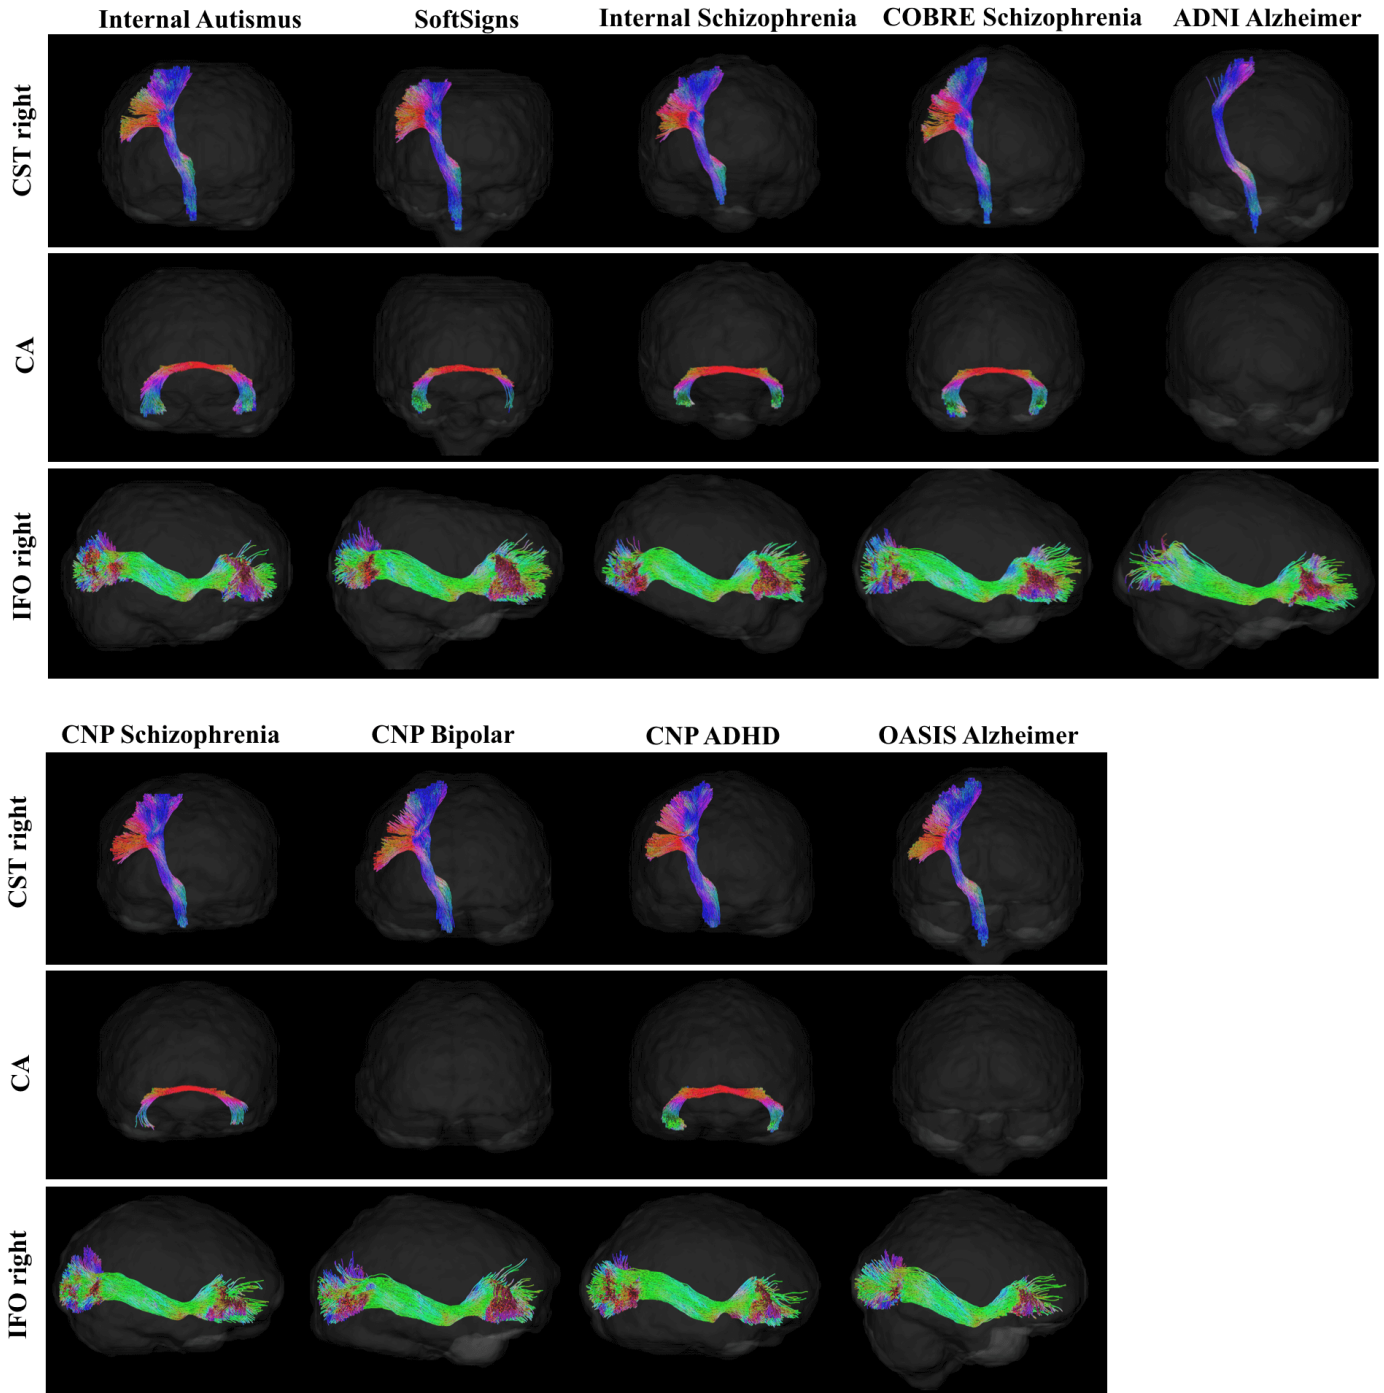 Internal Autismus SoftSigns Internal Schizophrenia COBRE Schizophrenia ADNI Alzheimer
CST right
CA
IFO right
CNP Schizophrenia CNP Bipolar CNP ADHD OASIS Alzheimer
CST right
CA
IFO right